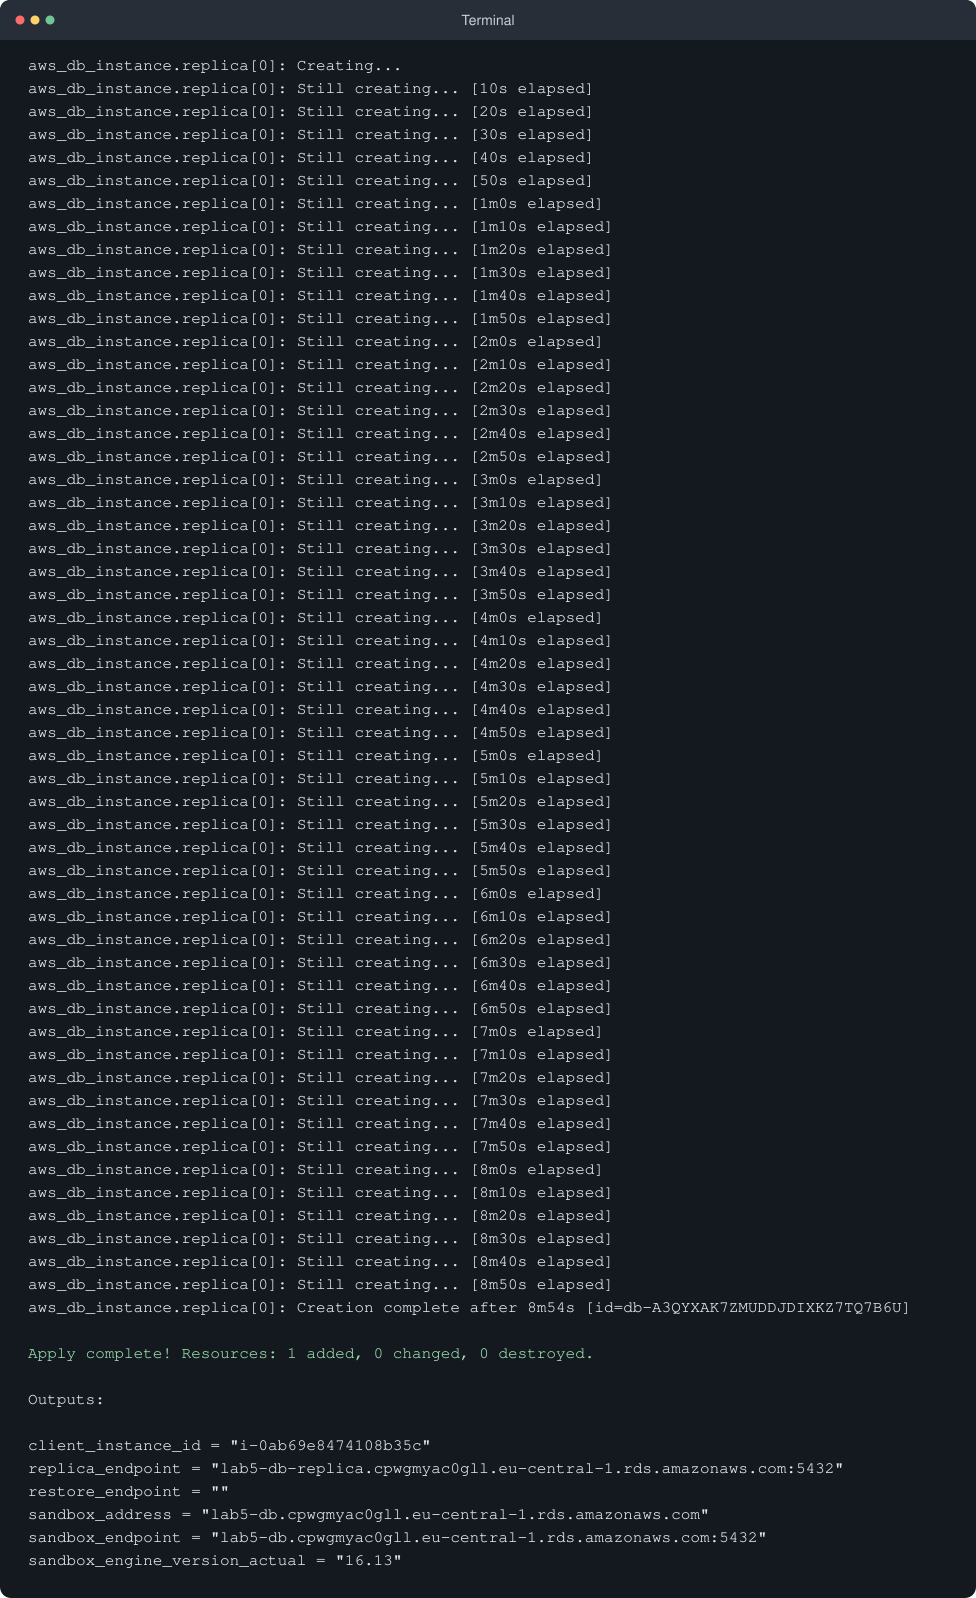 Terminal
aws_db_instance.replica[0]: Creating...
aws_db_instance.replica[0]: Still creating... [10s elapsed]
aws_db_instance.replica[0]: Still creating... [20s elapsed]
aws_db_instance.replica[0]: Still creating... [30s elapsed]
aws_db_instance.replica[0]: Still creating... [40s elapsed]
aws_db_instance.replica[0]: Still creating... [50s elapsed]
aws_db_instance.replica[0]: Still creating... [1m0s elapsed]
aws_db_instance.replica[0]: Still creating... [1m10s elapsed]
aws_db_instance.replica[0]: Still creating... [1m20s elapsed]
aws_db_instance.replica[0]: Still creating... [1m30s elapsed]
aws_db_instance.replica[0]: Still creating... [1m40s elapsed]
aws_db_instance.replica[0]: Still creating... [1m50s elapsed]
aws_db_instance.replica[0]: Still creating... [2m0s elapsed]
aws_db_instance.replica[0]: Still creating... [2m10s elapsed]
aws_db_instance.replica[0]: Still creating... [2m20s elapsed]
aws_db_instance.replica[0]: Still creating... [2m30s elapsed]
aws_db_instance.replica[0]: Still creating... [2m40s elapsed]
aws_db_instance.replica[0]: Still creating... [2m50s elapsed]
aws_db_instance.replica[0]: Still creating... [3m0s elapsed]
aws_db_instance.replica[0]: Still creating... [3m10s elapsed]
aws_db_instance.replica[0]: Still creating... [3m20s elapsed]
aws_db_instance.replica[0]: Still creating... [3m30s elapsed]
aws_db_instance.replica[0]: Still creating... [3m40s elapsed]
aws_db_instance.replica[0]: Still creating... [3m50s elapsed]
aws_db_instance.replica[0]: Still creating... [4m0s elapsed]
aws_db_instance.replica[0]: Still creating... [4m10s elapsed]
aws_db_instance.replica[0]: Still creating... [4m20s elapsed]
aws_db_instance.replica[0]: Still creating... [4m30s elapsed]
aws_db_instance.replica[0]: Still creating... [4m40s elapsed]
aws_db_instance.replica[0]: Still creating... [4m50s elapsed]
aws_db_instance.replica[0]: Still creating... [5m0s elapsed]
aws_db_instance.replica[0]: Still creating... [5m10s elapsed]
aws_db_instance.replica[0]: Still creating... [5m20s elapsed]
aws_db_instance.replica[0]: Still creating... [5m30s elapsed]
aws_db_instance.replica[0]: Still creating... [5m40s elapsed]
aws_db_instance.replica[0]: Still creating... [5m50s elapsed]
aws_db_instance.replica[0]: Still creating... [6m0s elapsed]
aws_db_instance.replica[0]: Still creating... [6m10s elapsed]
aws_db_instance.replica[0]: Still creating... [6m20s elapsed]
aws_db_instance.replica[0]: Still creating... [6m30s elapsed]
aws_db_instance.replica[0]: Still creating... [6m40s elapsed]
aws_db_instance.replica[0]: Still creating... [6m50s elapsed]
aws_db_instance.replica[0]: Still creating... [7m0s elapsed]
aws_db_instance.replica[0]: Still creating... [7m10s elapsed]
aws_db_instance.replica[0]: Still creating... [7m20s elapsed]
aws_db_instance.replica[0]: Still creating... [7m30s elapsed]
aws_db_instance.replica[0]: Still creating... [7m40s elapsed]
aws_db_instance.replica[0]: Still creating... [7m50s elapsed]
aws_db_instance.replica[0]: Still creating... [8m0s elapsed]
aws_db_instance.replica[0]: Still creating... [8m10s elapsed]
aws_db_instance.replica[0]: Still creating... [8m20s elapsed]
aws_db_instance.replica[0]: Still creating... [8m30s elapsed]
aws_db_instance.replica[0]: Still creating... [8m40s elapsed]
aws_db_instance.replica[0]: Still creating... [8m50s elapsed]
aws_db_instance.replica[0]: Creation complete after 8m54s [id=db-A3QYXAK7ZMUDDJDIXKZ7TQ7B6U]
Apply complete! Resources: 1 added, 0 changed, 0 destroyed.
Outputs:
client_instance_id = "i-0ab69e8474108b35c"
replica_endpoint = "lab5-db-replica.cpwgmyac0gll.eu-central-1.rds.amazonaws.com:5432"
restore_endpoint = ""
sandbox_address = "lab5-db.cpwgmyac0gll.eu-central-1.rds.amazonaws.com"
sandbox_endpoint = "lab5-db.cpwgmyac0gll.eu-central-1.rds.amazonaws.com:5432"
sandbox_engine_version_actual = "16.13"